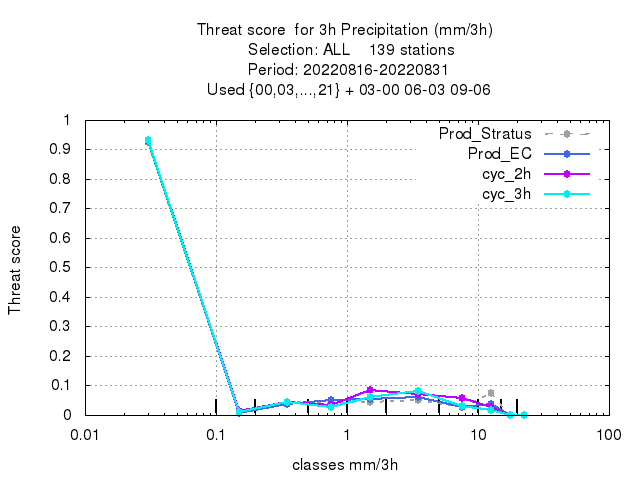 Threat score  for 3h Precipitation (mm/3h)
Selection: ALL    139 stations
Period: 20220816-20220831
Used {00,03,...,21} + 03-00 06-03 09-06
Prod_Stratus
Prod_EC
cyc_2h
cyc_3h
1
0.9
0.8
0.7
0.6
0.5
0.4
0.3
0.2
0.1
0
Threat score
0.01 0.1 1 10 100
classes mm/3h